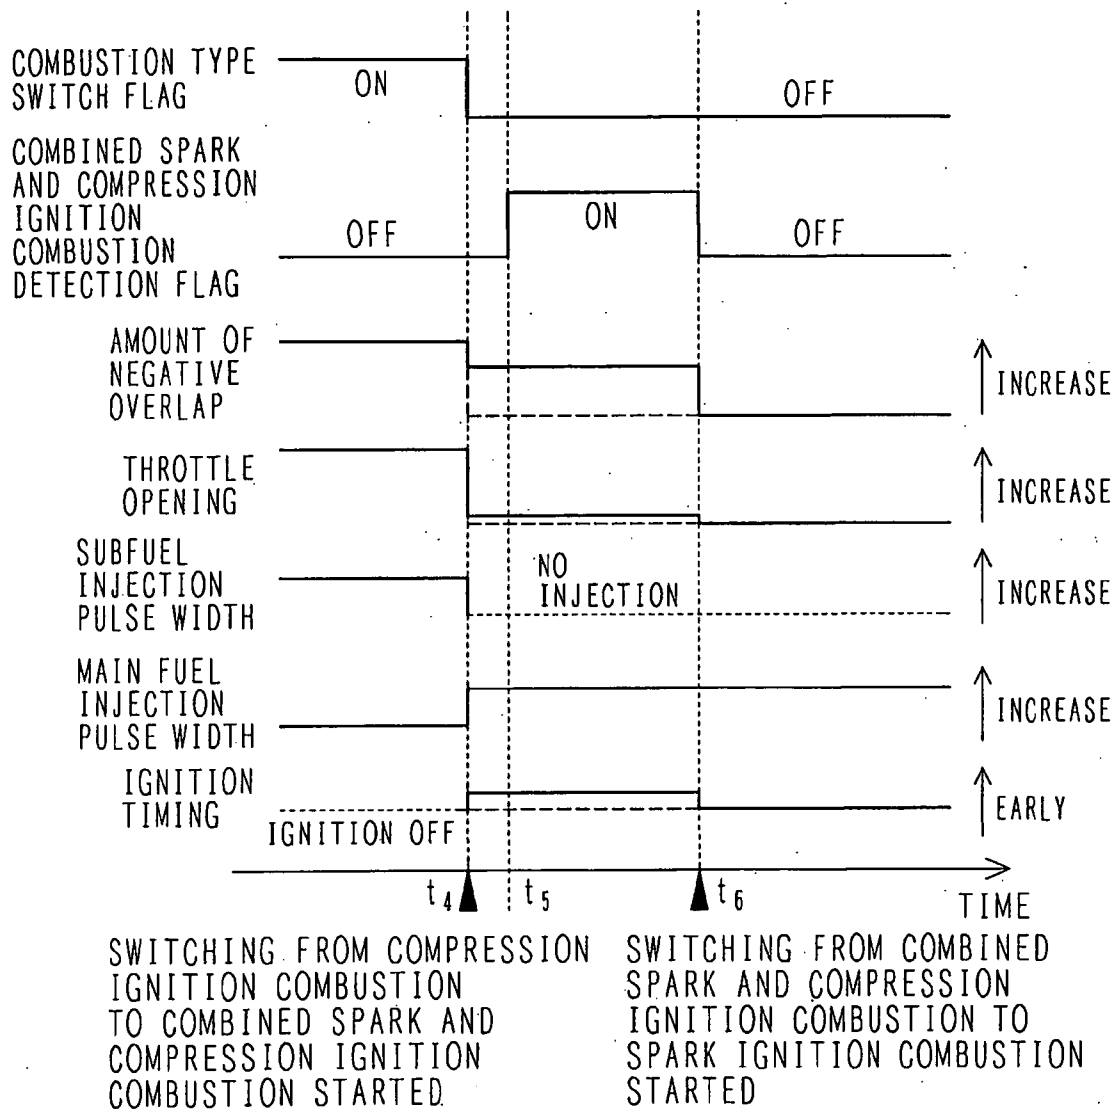 COMBUSTION TYPE
SWITCH FLAG
ON
OFF
COMBINED SPARK
AND COMPRESSION
IGNITION
COMBUSTION
DETECTION FLAG
OFF
ON
OFF
AMOUNT OF
NEGATIVE
OVERLAP
INCREASE
THROTTLE
OPENING
INCREASE
SUBFUEL
INJECTION
PULSE WIDTH
NO
INJECTION
INCREASE
MAIN FUEL
INJECTION
PULSE WIDTH
INCREASE
IGNITION
TIMING
IGNITION OFF
EARLY
t4
t5
t6
TIME
SWITCHING FROM COMPRESSION
IGNITION COMBUSTION
TO COMBINED SPARK AND
COMPRESSION IGNITION
COMBUSTION STARTED
SWITCHING FROM COMBINED
SPARK AND COMPRESSION
IGNITION COMBUSTION TO
SPARK IGNITION COMBUSTION
STARTED